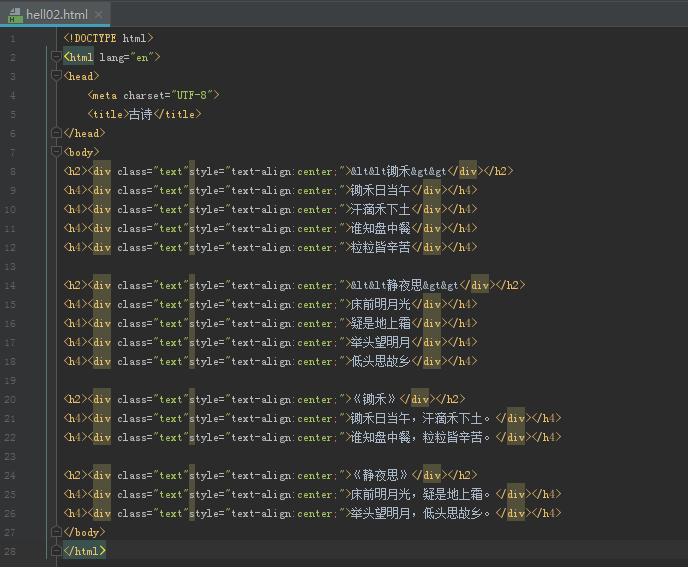 hell02.html
1 <!DOCTYPE html>
2 <html lang="en">
3 <head>
4     <meta charset="UTF-8">
5     <title>古诗</title>
6 </head>
7 <body>
8 <h2><div class="text"style="text-align:center;">&lt&lt锄禾&gt&gt</div></h2>
9 <h4><div class="text"style="text-align:center;">锄禾日当午</div></h4>
10 <h4><div class="text"style="text-align:center;">汗滴禾下土</div></h4>
11 <h4><div class="text"style="text-align:center;">谁知盘中餐</div></h4>
12 <h4><div class="text"style="text-align:center;">粒粒皆辛苦</div></h4>
13
14 <h2><div class="text"style="text-align:center;">&lt&lt静夜思&gt&gt</div></h2>
15 <h4><div class="text"style="text-align:center;">床前明月光</div></h4>
16 <h4><div class="text"style="text-align:center;">疑是地上霜</div></h4>
17 <h4><div class="text"style="text-align:center;">举头望明月</div></h4>
18 <h4><div class="text"style="text-align:center;">低头思故乡</div></h4>
19
20 <h2><div class="text"style="text-align:center;">《锄禾》</div></h2>
21 <h4><div class="text"style="text-align:center;">锄禾日当午，汗滴禾下土。</div></h4>
22 <h4><div class="text"style="text-align:center;">谁知盘中餐，粒粒皆辛苦。</div></h4>
23
24 <h2><div class="text"style="text-align:center;">《静夜思》</div></h2>
25 <h4><div class="text"style="text-align:center;">床前明月光，疑是地上霜。</div></h4>
26 <h4><div class="text"style="text-align:center;">举头望明月，低头思故乡。</div></h4>
27 </body>
28 </html>